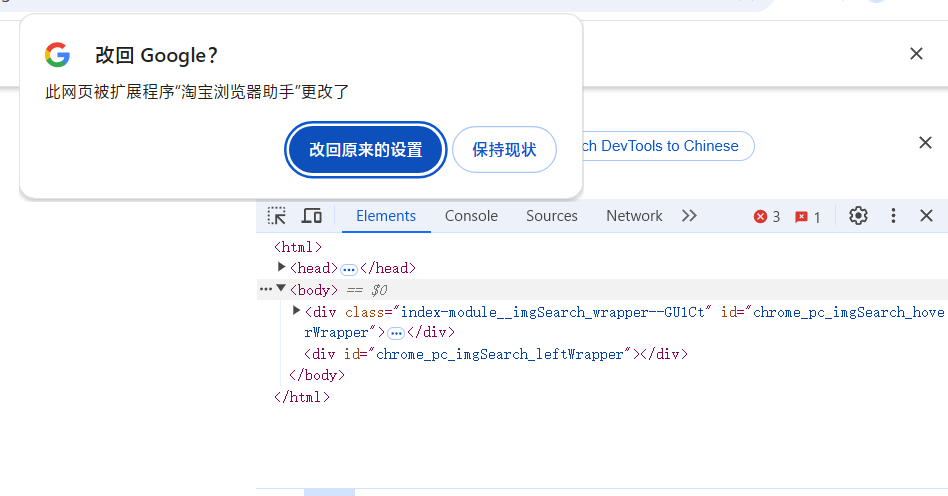 改回 Google？
此网页被扩展程序“淘宝浏览器助手”更改了
改回原来的设置
保持现状
ch DevTools to Chinese
Elements Console Sources Network 3 1
<html>
<head>…</head>
<body> == $0
<div class="index-module__imgSearch_wrapper--GU1Ct" id="chrome_pc_imgSearch_hove
rWrapper">…</div>
<div id="chrome_pc_imgSearch_leftWrapper"></div>
</body>
</html>